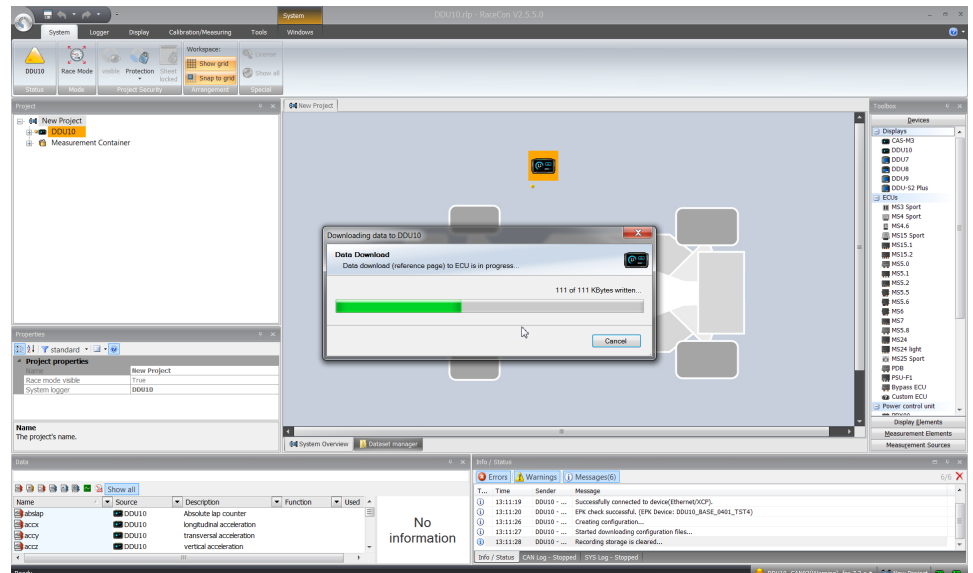 System
DDU10.rlp - RaceCon V2.5.5.0
System Logger Display Calibration/Measuring Tools Windows
DDU10
Race Mode
visible
Protection
Sheet locked
Workspace:
Show grid
Snap to grid
License
Show all
Status Mode Project Security Arrangement Special
Project
New Project
DDU10
Measurement Container
New Project
Toolbox
Devices
Displays
CAS-M3
DDU10
DDU7
DDU8
DDU9
DDU-S2 Plus
ECUs
MS3 Sport
MS4 Sport
MS4.6
MS15 Sport
MS15.1
MS15.2
MS5.0
MS5.1
MS5.2
MS5.5
MS5.6
MS6
MS7
MS5.8
MS24
MS24 light
MS25 Sport
PDB
PSU-F1
Bypass ECU
Custom ECU
Power control unit
Display Elements
Measurement Elements
Measurement Sources
Downloading data to DDU10
Data Download
Data download (reference page) to ECU is in progress...
111 of 111 KBytes written...
Cancel
Properties
standard
Project properties
Name New Project
Race mode visible True
System logger DDU10
Name
The project's name.
System Overview Dataset manager
Data
Show all
Name Source Description Function Used
abslap DDU10 Absolute lap counter
accx DDU10 longitudinal acceleration
accy DDU10 transversal acceleration
accz DDU10 vertical acceleration
No
information
Info / Status
Errors Warnings Messages(6)
6/6
T... Time Sender Message
13:11:19 DDU10 - ... Successfully connected to device(Ethernet/XCP).
13:11:20 DDU10 - ... EPK check successful. (EPK Device: DDU10_BASE_0401_TST4)
13:11:26 DDU10 - ... Creating configuration...
13:11:27 DDU10 - ... Started downloading configuration files...
13:11:28 DDU10 - ... Recording storage is cleared...
Info / Status CAN Log - Stopped SYS Log - Stopped